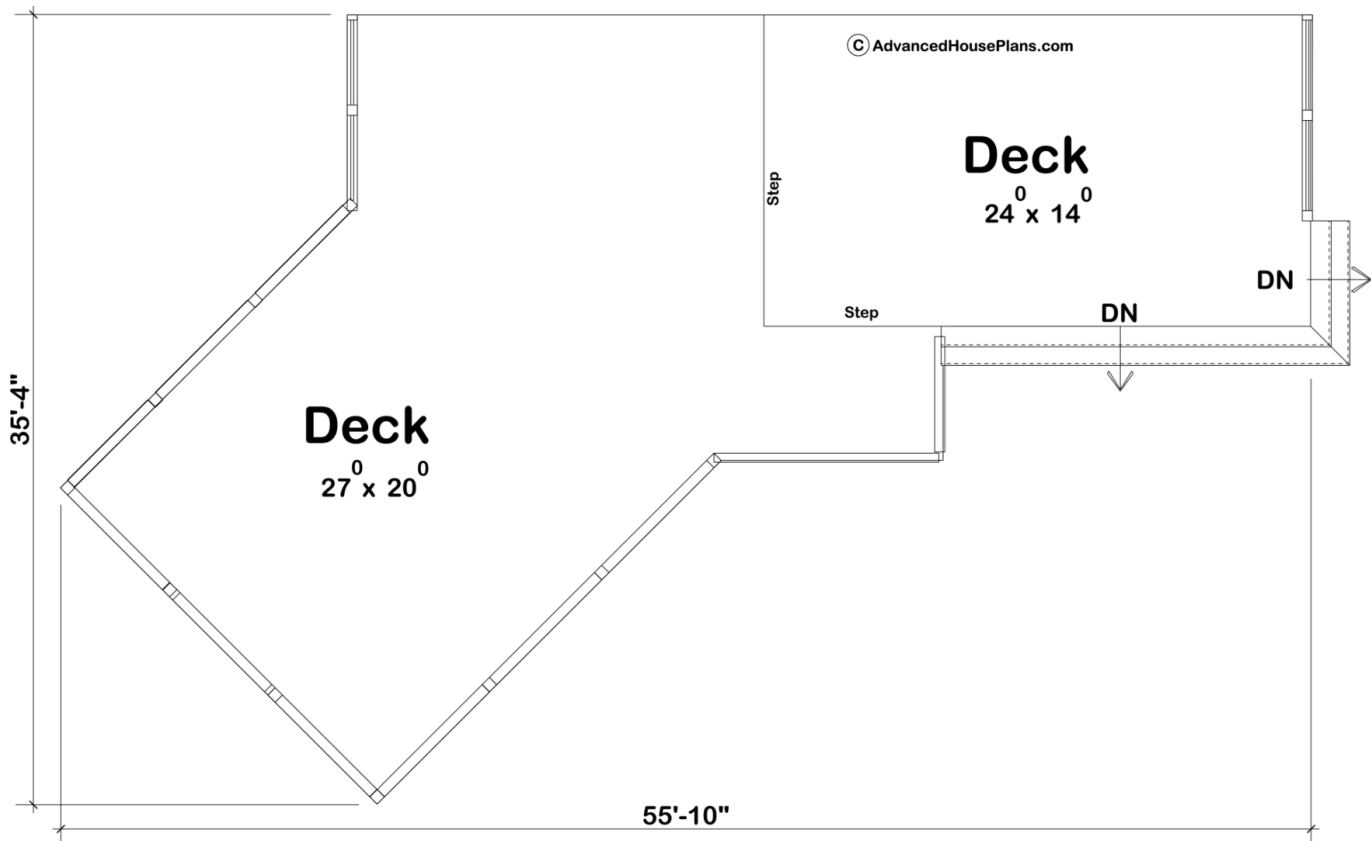 © AdvancedHousePlans.com
Deck
24⁰ x 14⁰
Step
DN
Step
DN
35'-4"
Deck
27⁰ x 20⁰
55'-10"